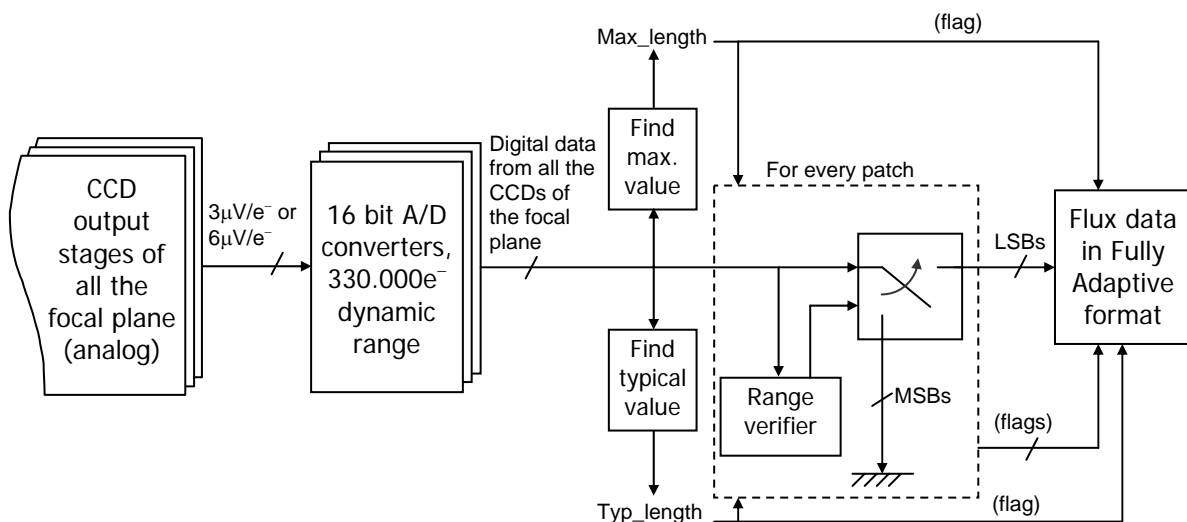 CCD
output
stages of
all the
focal plane
(analog)
3μV/e⁻ or
6μV/e⁻
16 bit A/D
converters,
330.000e⁻
dynamic
range
Digital data
from all the
CCDs of
the focal
plane
Max_length
(flag)
Find
max.
value
Find
typical
value
Typ_length
(flag)
For every patch
Range
verifier
MSBs
LSBs
(flags)
Flux data
in Fully
Adaptive
format